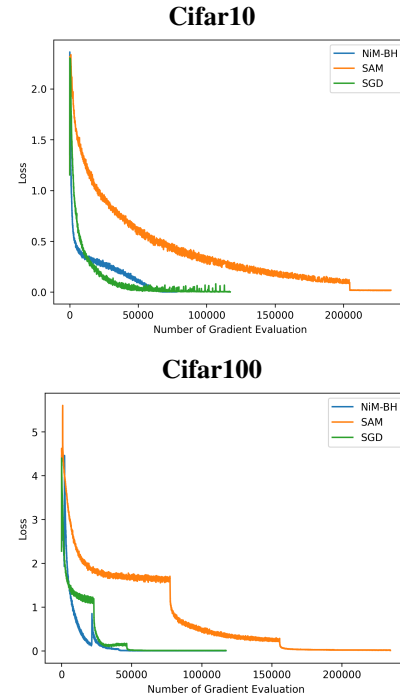 Cifar10
NiM-BH
SAM
SGD
2.0
1.5
1.0
0.5
0.0
Loss
0 50000 100000 150000 200000
Number of Gradient Evaluation
Cifar100
NiM-BH
SAM
SGD
5
4
3
2
1
0
Loss
0 50000 100000 150000 200000
Number of Gradient Evaluation